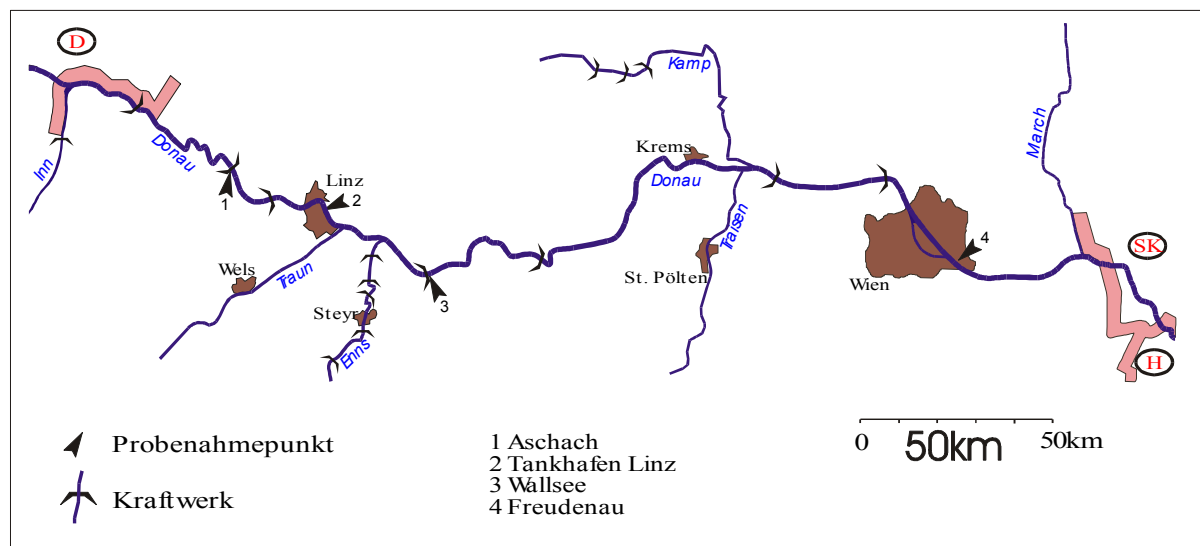 D
Kamp
March
Donau
Inn
Krems
Linz
Donau
1
2
Traisen
SK
4
Wels
Traun
St. Pölten
Wien
3
Steyr
Enns
H
Probenahmepunkt
Kraftwerk
1 Aschach
2 Tankhafen Linz
3 Wallsee
4 Freudenau
0 50km 50km